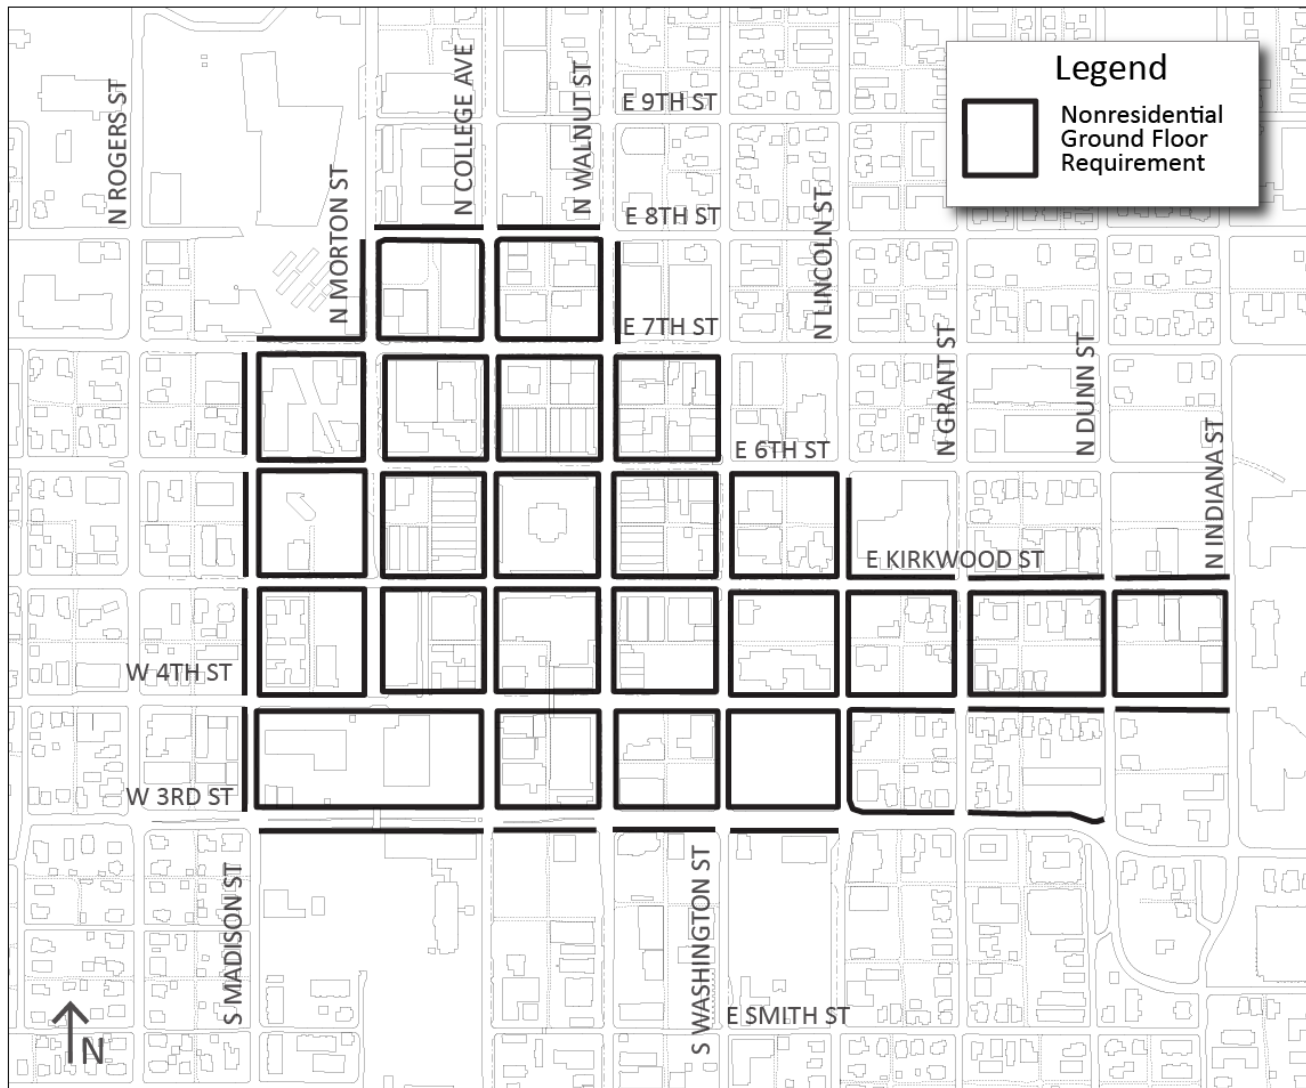 Legend
Nonresidential
Ground Floor
Requirement
N ROGERS ST
N MORTON ST
N COLLEGE AVE
N WALNUT ST
E 9TH ST
E 8TH ST
N LINCOLN ST
E 7TH ST
N GRANT ST
N DUNN ST
N INDIANA ST
E 6TH ST
E KIRKWOOD ST
W 4TH ST
W 3RD ST
S MADISON ST
S WASHINGTON ST
E SMITH ST
N